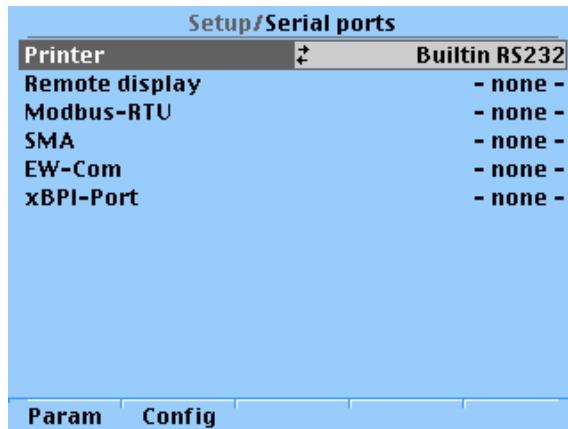 Setup/Serial ports
Printer Builtin RS232
Remote display - none -
Modbus-RTU - none -
SMA - none -
EW-Com - none -
xBPI-Port - none -
Param Config